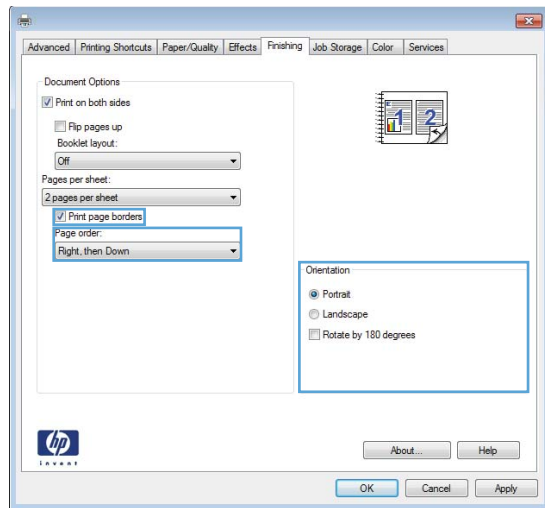 Advanced Printing Shortcuts Paper/Quality Effects Finishing Job Storage Color Services
Document Options
Print on both sides
Flip pages up
Booklet layout:
Off
Pages per sheet:
2 pages per sheet
Print page borders
Page order:
Right, then Down
1 2
Orientation
Portrait
Landscape
Rotate by 180 degrees
hp
invent
About... Help
OK Cancel Apply